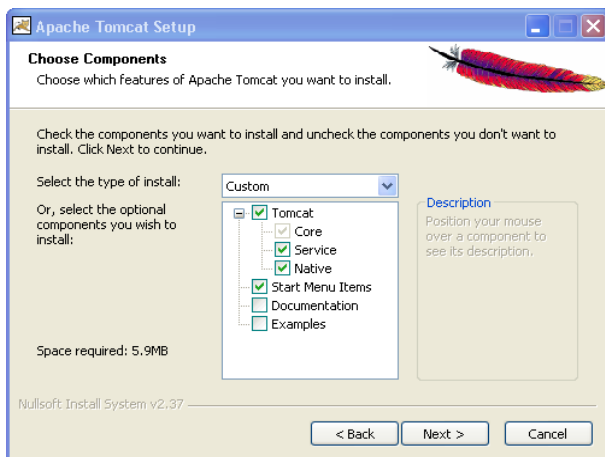 Apache Tomcat Setup
Choose Components
Choose which features of Apache Tomcat you want to install.
Check the components you want to install and uncheck the components you don't want to
install. Click Next to continue.
Select the type of install:
Custom
Or, select the optional
components you wish to
install:
Tomcat
Core
Service
Native
Start Menu Items
Documentation
Examples
Description
Position your mouse
over a component to
see its description.
Space required: 5.9MB
Nullsoft Install System v2.37
< Back
Next >
Cancel